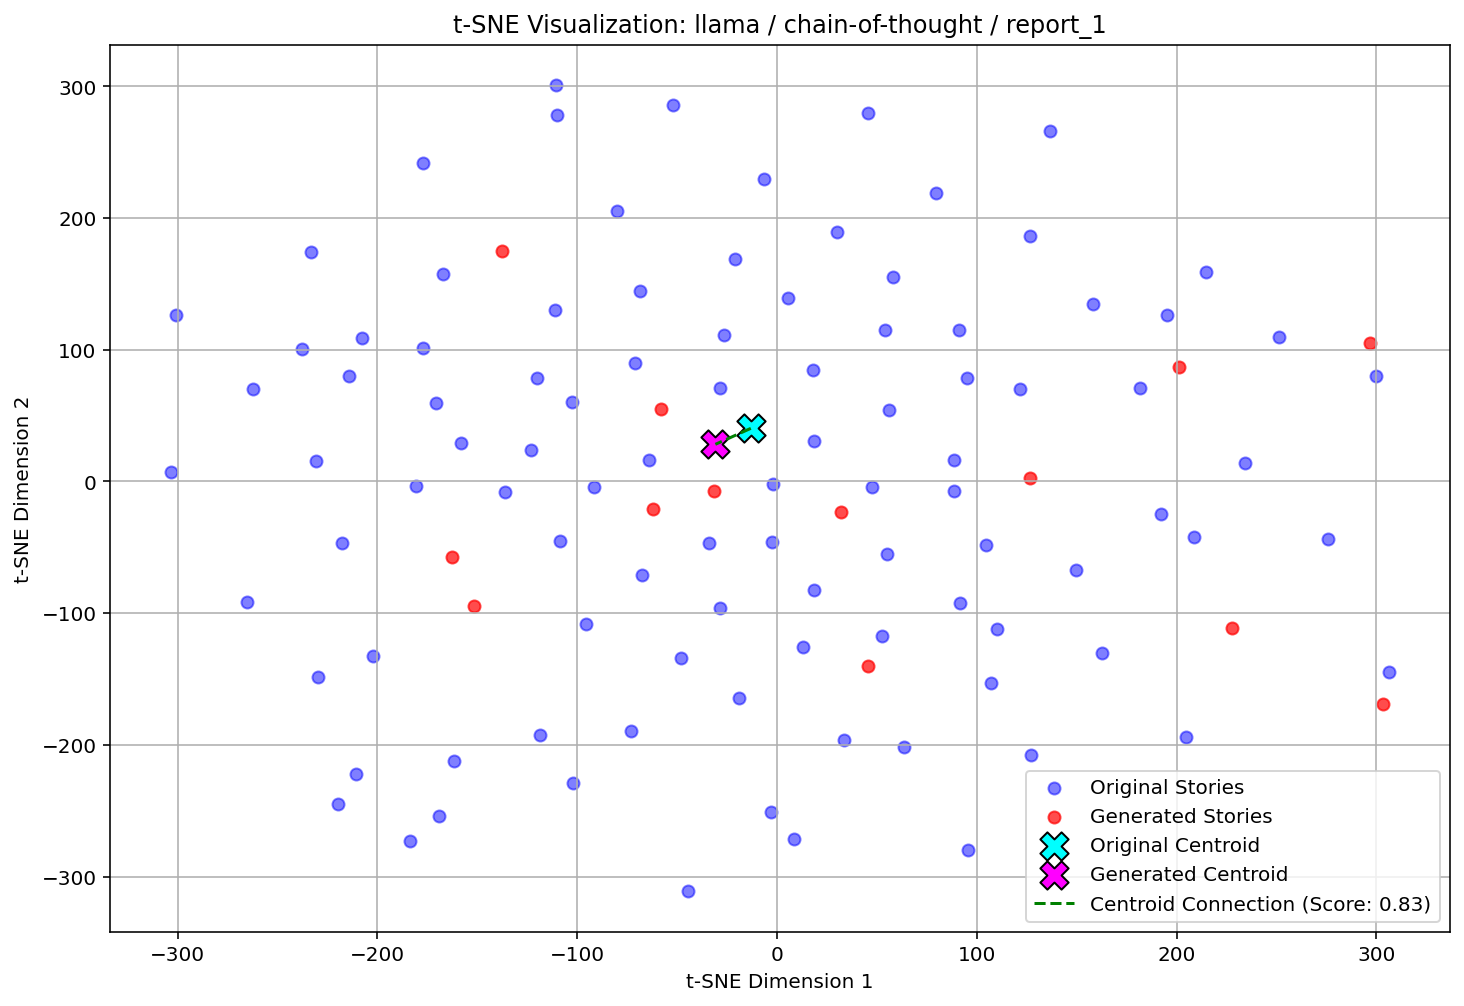 t-SNE Visualization: llama / chain-of-thought / report_1
t-SNE Dimension 2
300
200
100
0
−100
−200
−300
−300
−200
−100
0
100
200
300
t-SNE Dimension 1
Original Stories
Generated Stories
Original Centroid
Generated Centroid
Centroid Connection (Score: 0.83)